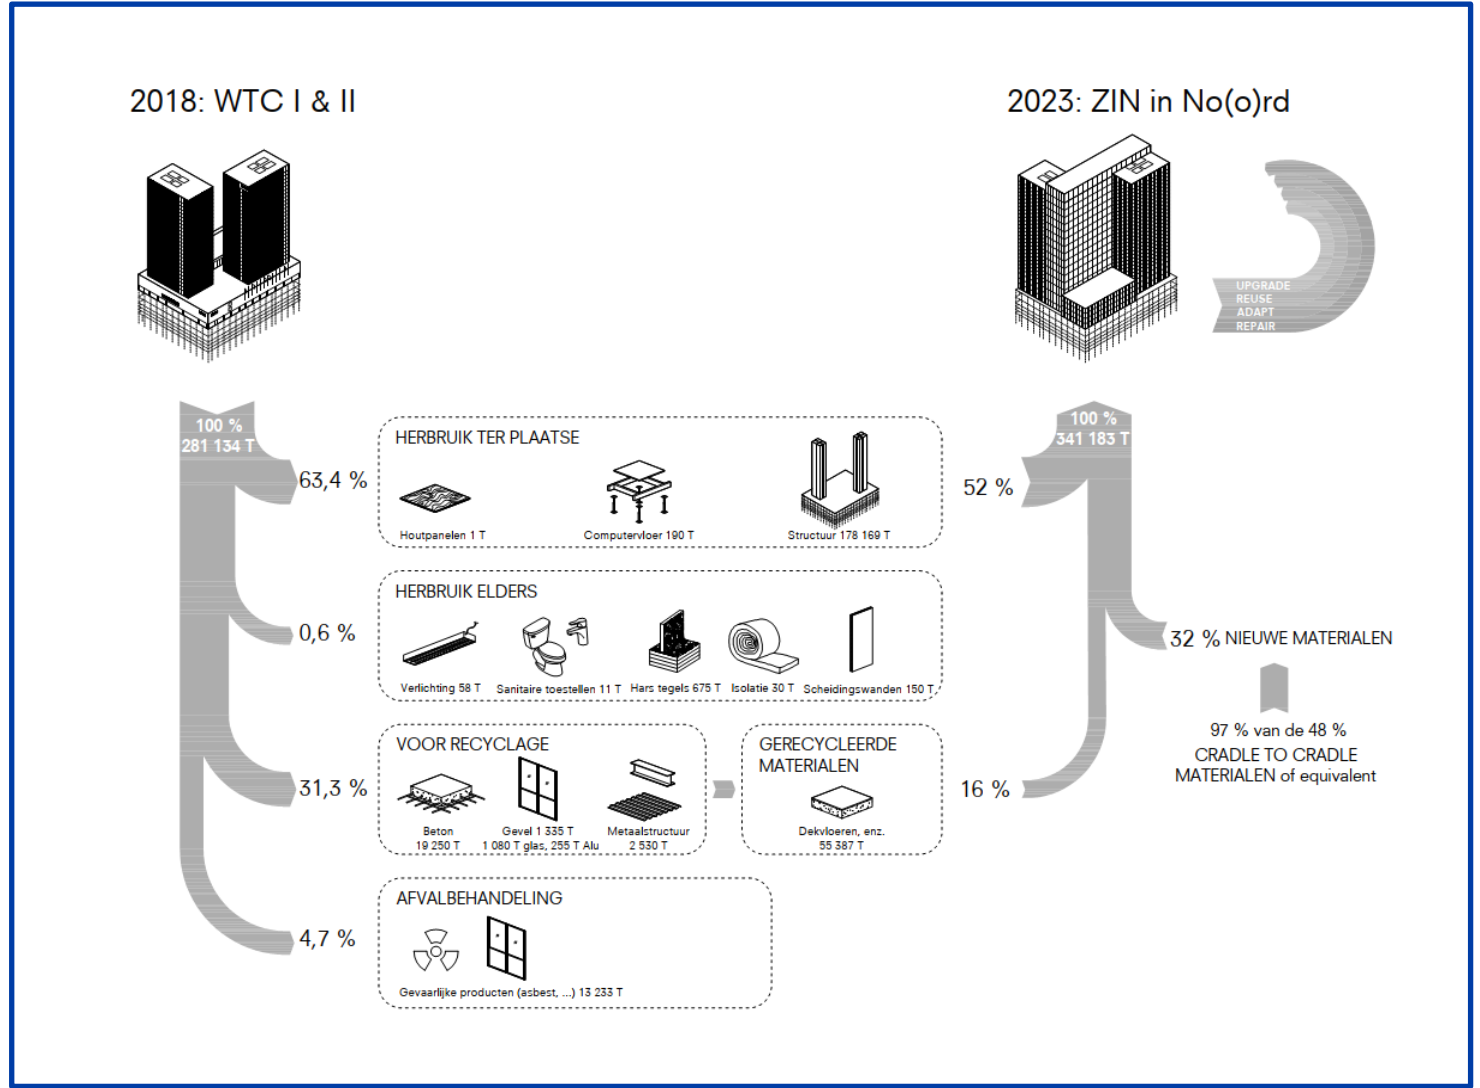 2018: WTC I & II
2023: ZIN in No(o)rd
UPGRADE
REUSE
ADAPT
REPAIR
100 %
281 134 T
100 %
341 183 T
63,4 %
HERBRUIK TER PLAATSE
Houtpanelen 1 T
Computervloer 190 T
Structuur 178 169 T
52 %
0,6 %
HERBRUIK ELDERS
Verlichting 58 T
Sanitaire toestellen 11 T
Hars tegels 675 T
Isolatie 30 T
Scheidingswanden 150 T
32 % NIEUWE MATERIALEN
97 % van de 48 %
CRADLE TO CRADLE
MATERIALEN of equivalent
31,3 %
VOOR RECYCLAGE
Beton
19 250 T
Gevel 1 335 T
1 080 T glas, 255 T Alu
Metaalstructuur
2 530 T
GERECYCLEERDE
MATERIALEN
Dekvloeren, enz.
55 387 T
16 %
4,7 %
AFVALBEHANDELING
Gevaarlijke producten (asbest, ...) 13 233 T